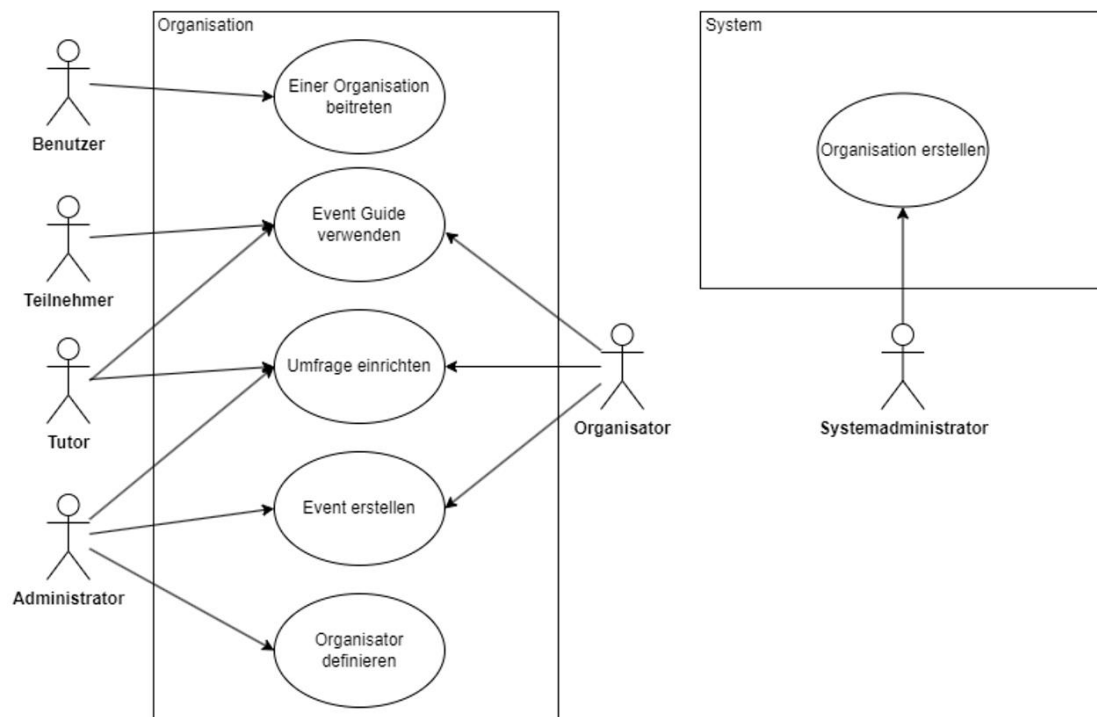 Organisation
System
Einer Organisation
beitreten
Benutzer
Organisation erstellen
Event Guide
verwenden
Teilnehmer
Umfrage einrichten
Tutor
Organisator
Systemadministrator
Event erstellen
Administrator
Organisator
definieren